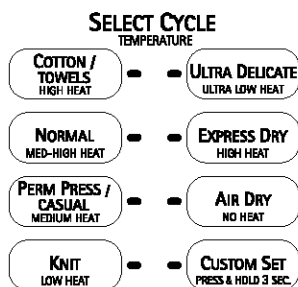 SELECT CYCLE
TEMPERATURE
COTTON /
TOWELS
HIGH HEAT
ULTRA DELICATE
ULTRA LOW HEAT
NORMAL
MED-HIGH HEAT
EXPRESS DRY
HIGH HEAT
PERM PRESS /
CASUAL
MEDIUM HEAT
AIR DRY
NO HEAT
KNIT
LOW HEAT
CUSTOM SET
PRESS & HOLD 3 SEC.